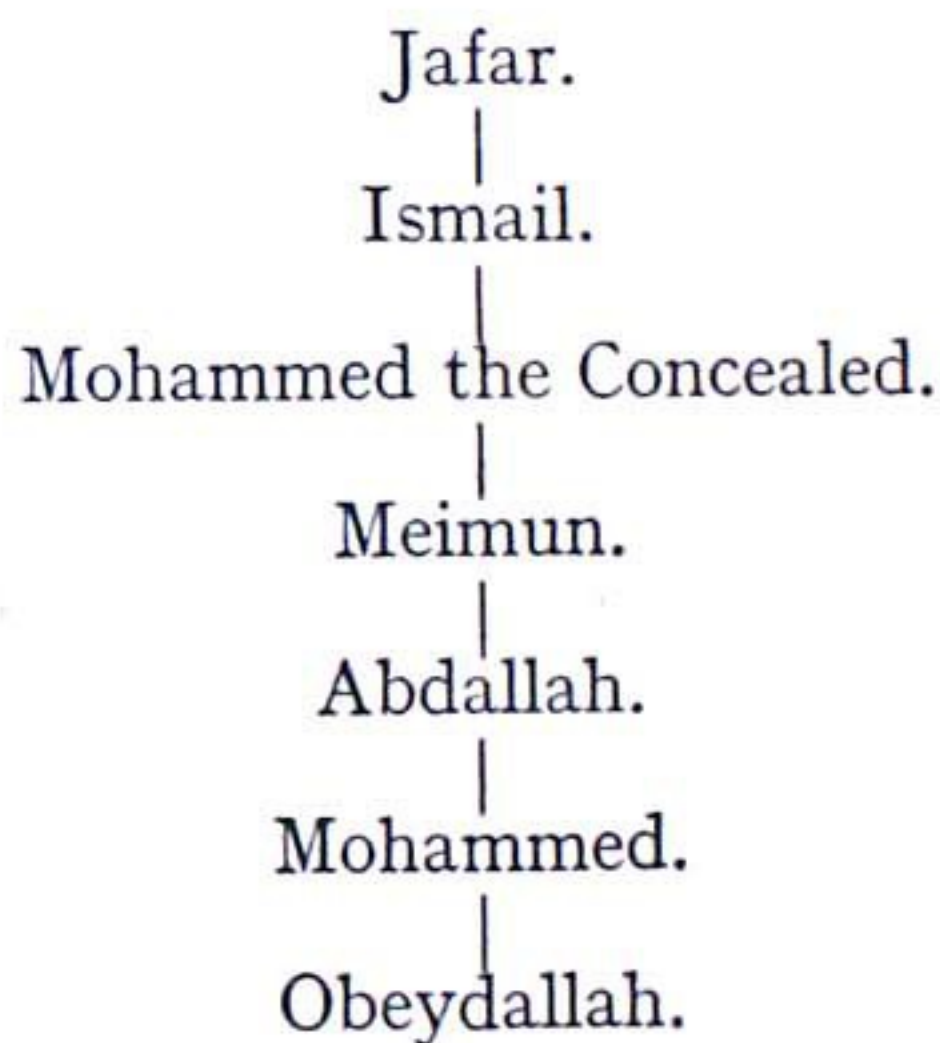 Jafar.
Ismail.
Mohammed the Concealed.
Meimun.
Abdallah.
Mohammed.
Obeydallah.